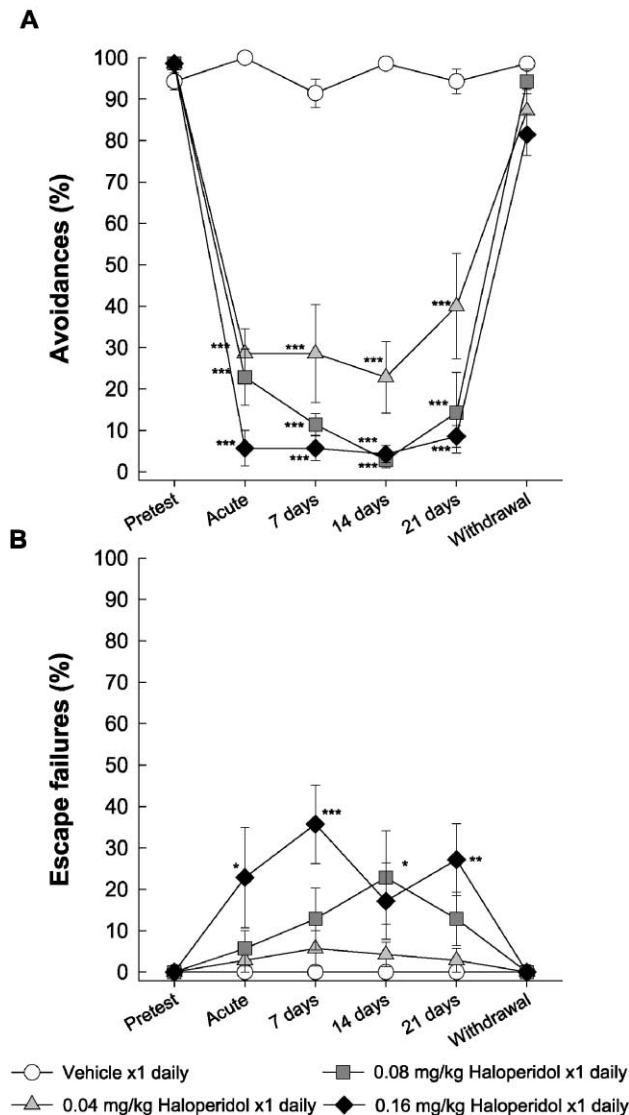 A
Avoidances (%)
100
90
80
70
60
50
40
30
20
10
0
***
***
***
***
***
***
***
***
***
***
***
***
Pretest
Acute
7 days
14 days
21 days
Withdrawal
B
Escape failures (%)
100
90
80
70
60
50
40
30
20
10
0
*
***
*
**
Pretest
Acute
7 days
14 days
21 days
Withdrawal
Vehicle x1 daily
0.08 mg/kg Haloperidol x1 daily
0.04 mg/kg Haloperidol x1 daily
0.16 mg/kg Haloperidol x1 daily